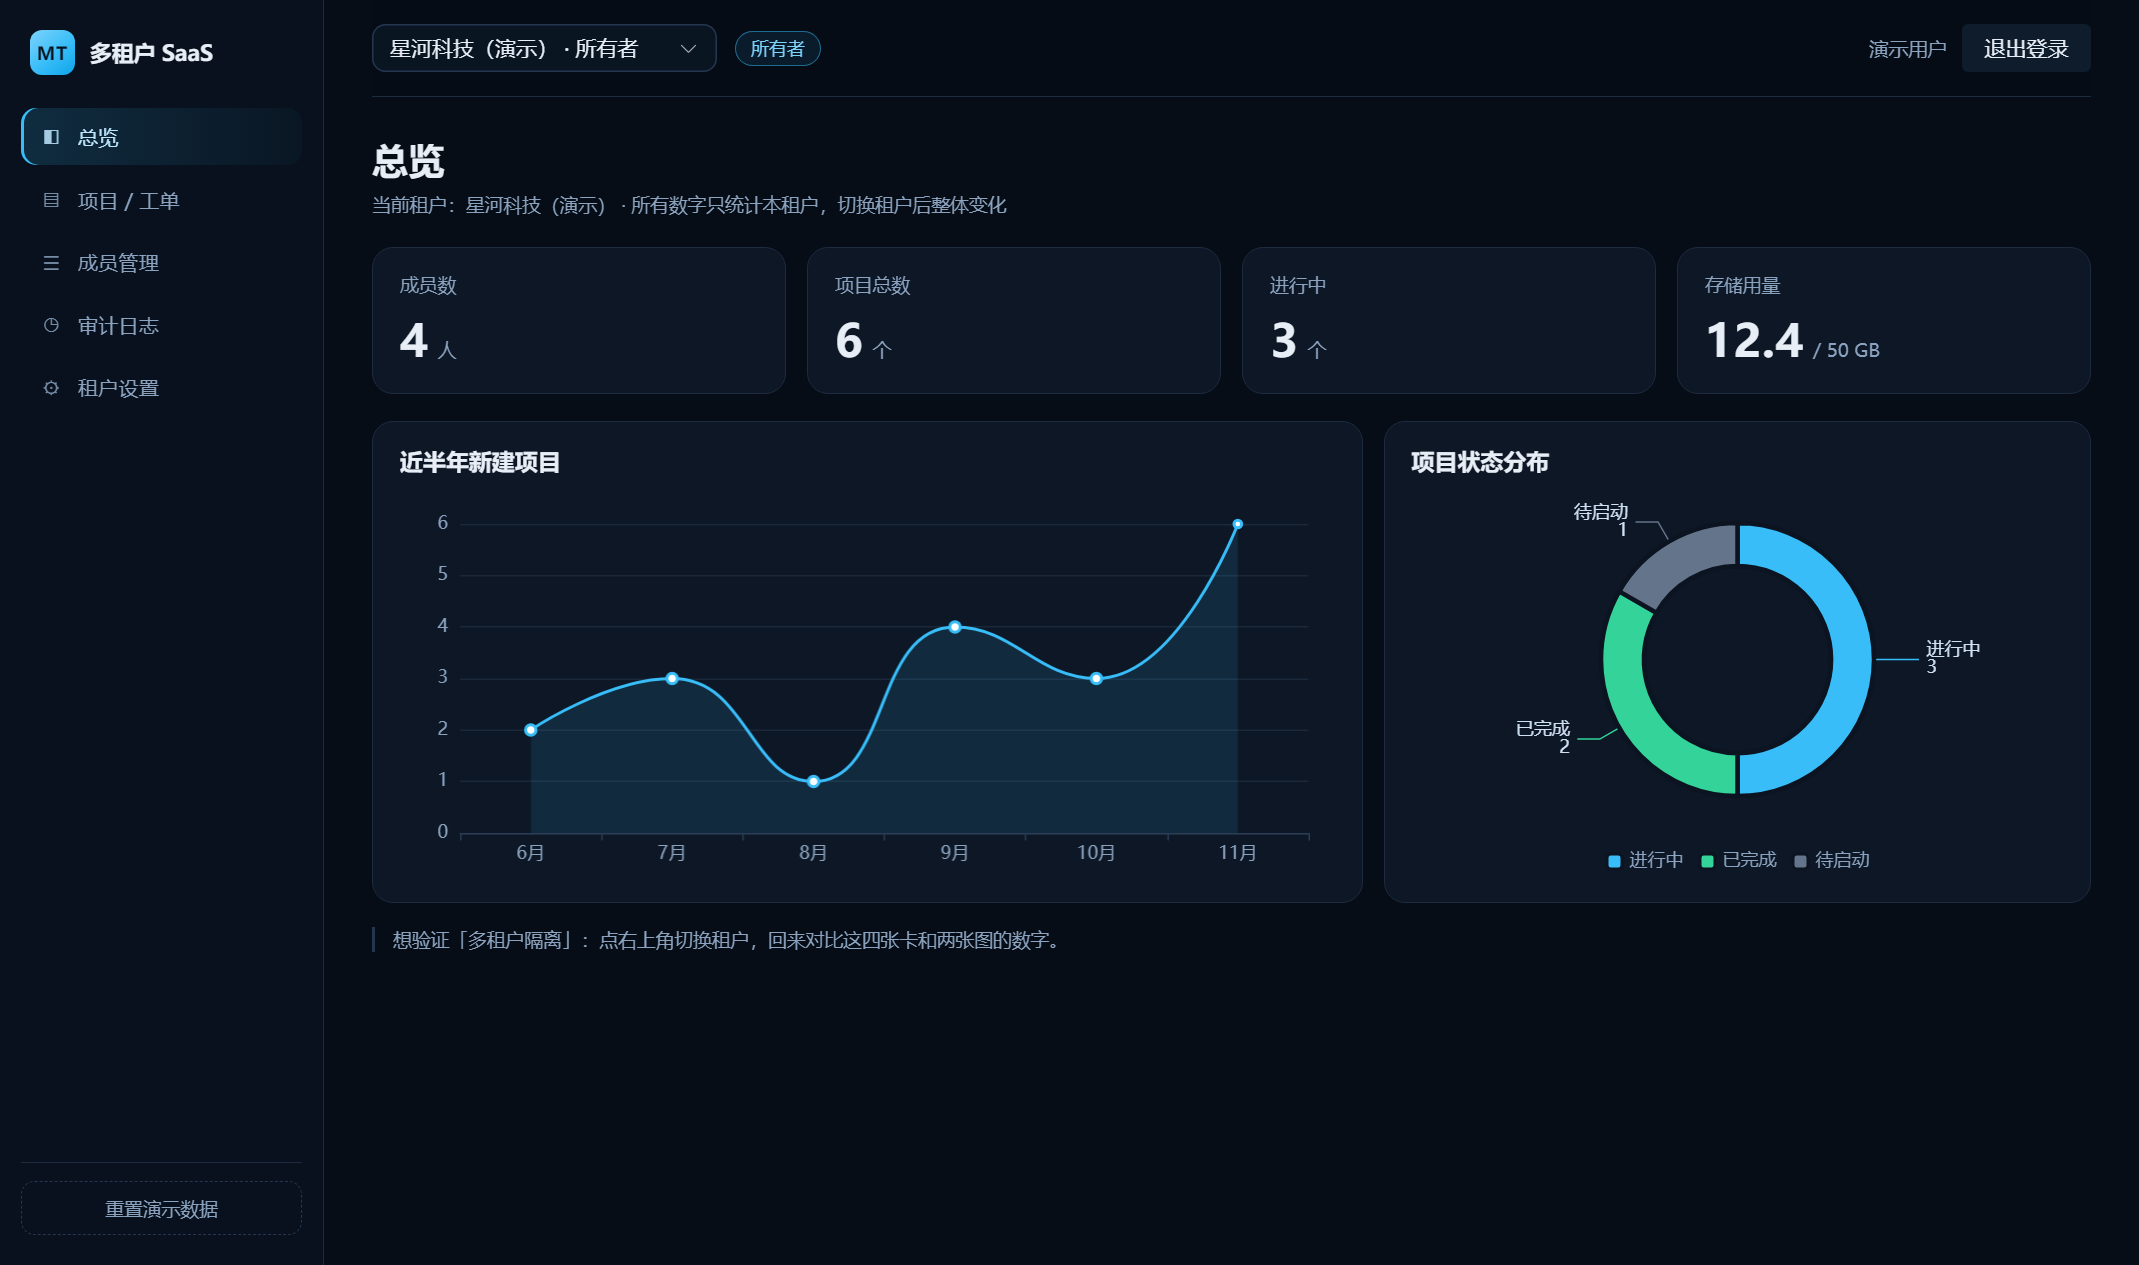 MT 多租户 SaaS
总览
项目 / 工单
成员管理
审计日志
租户设置
重置演示数据
星河科技（演示） · 所有者
所有者
演示用户
退出登录
总览
当前租户：星河科技（演示） · 所有数字只统计本租户，切换租户后整体变化
成员数
4 人
项目总数
6 个
进行中
3 个
存储用量
12.4 / 50 GB
近半年新建项目
6
5
4
3
2
1
0
6月 7月 8月 9月 10月 11月
项目状态分布
待启动
1
进行中
3
已完成
2
进行中 已完成 待启动
想验证「多租户隔离」：点右上角切换租户，回来对比这四张卡和两张图的数字。